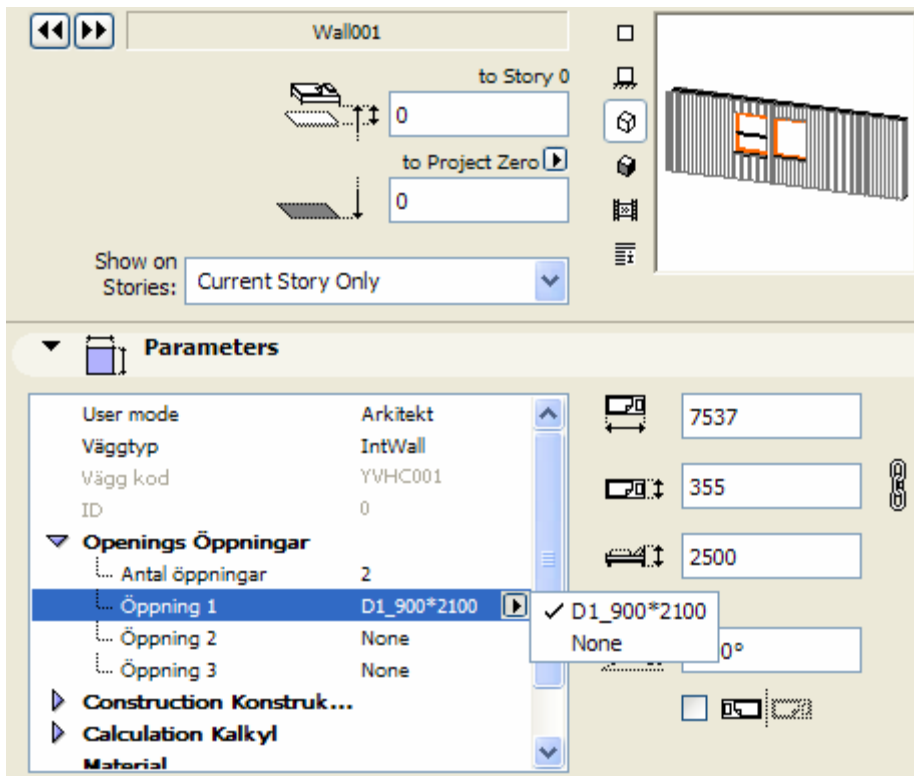 Wall001
to Story 0
0
to Project Zero
0
Show on
Stories:
Current Story Only
Parameters
User mode Arkitekt
Väggtyp IntWall
Vägg kod YVHC001
ID 0
Openings Öppningar
Antal öppningar 2
Öppning 1 D1_900*2100
Öppning 2 None
Öppning 3 None
Construction Konstruk...
Calculation Kalkyl
Material
7537
355
2500
D1_900*2100
None
0°